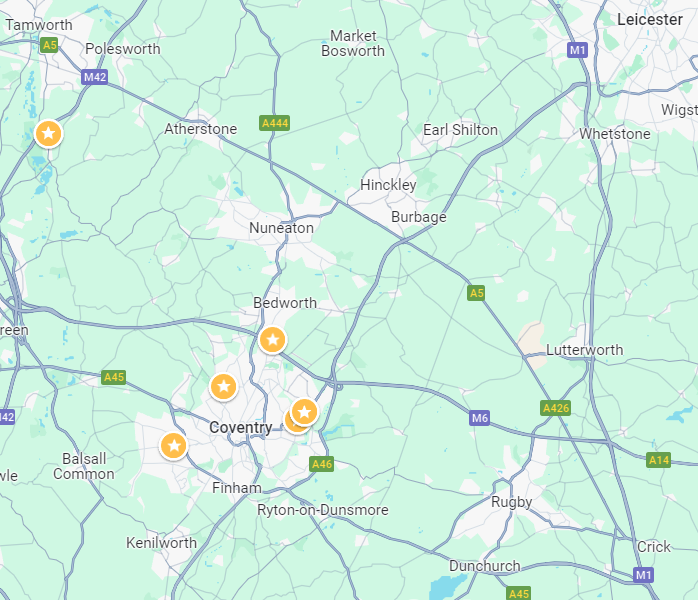 Tamworth
A5
Polesworth
M42
Market
Bosworth
Leicester
M1
Wigst
Atherstone
A444
Earl Shilton
Whetstone
Hinckley
Burbage
Nuneaton
Bedworth
A5
reen
Lutterworth
A45
A426
M6
M42
Coventry
Balsall
Common
wle
A46
A14
Finham
Rugby
Ryton-on-Dunsmore
Kenilworth
Crick
Dunchurch
M1
A45